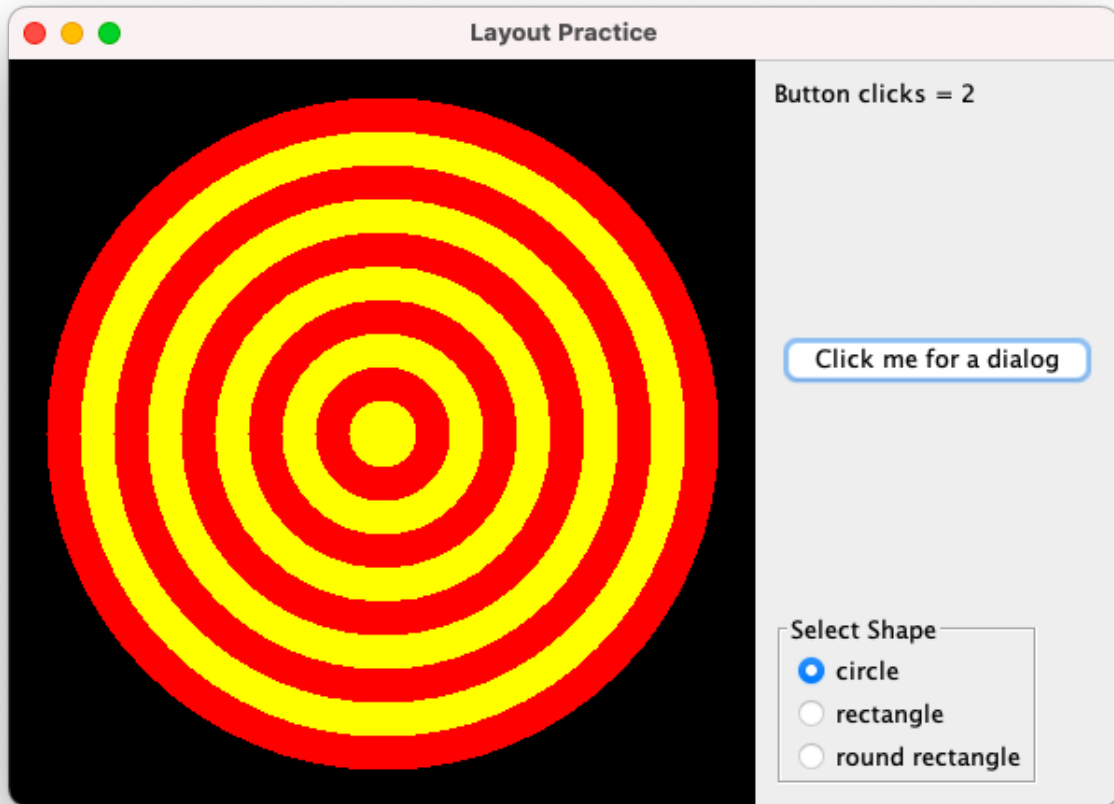 Layout Practice
Button clicks = 2
Click me for a dialog
Select Shape
circle
rectangle
round rectangle